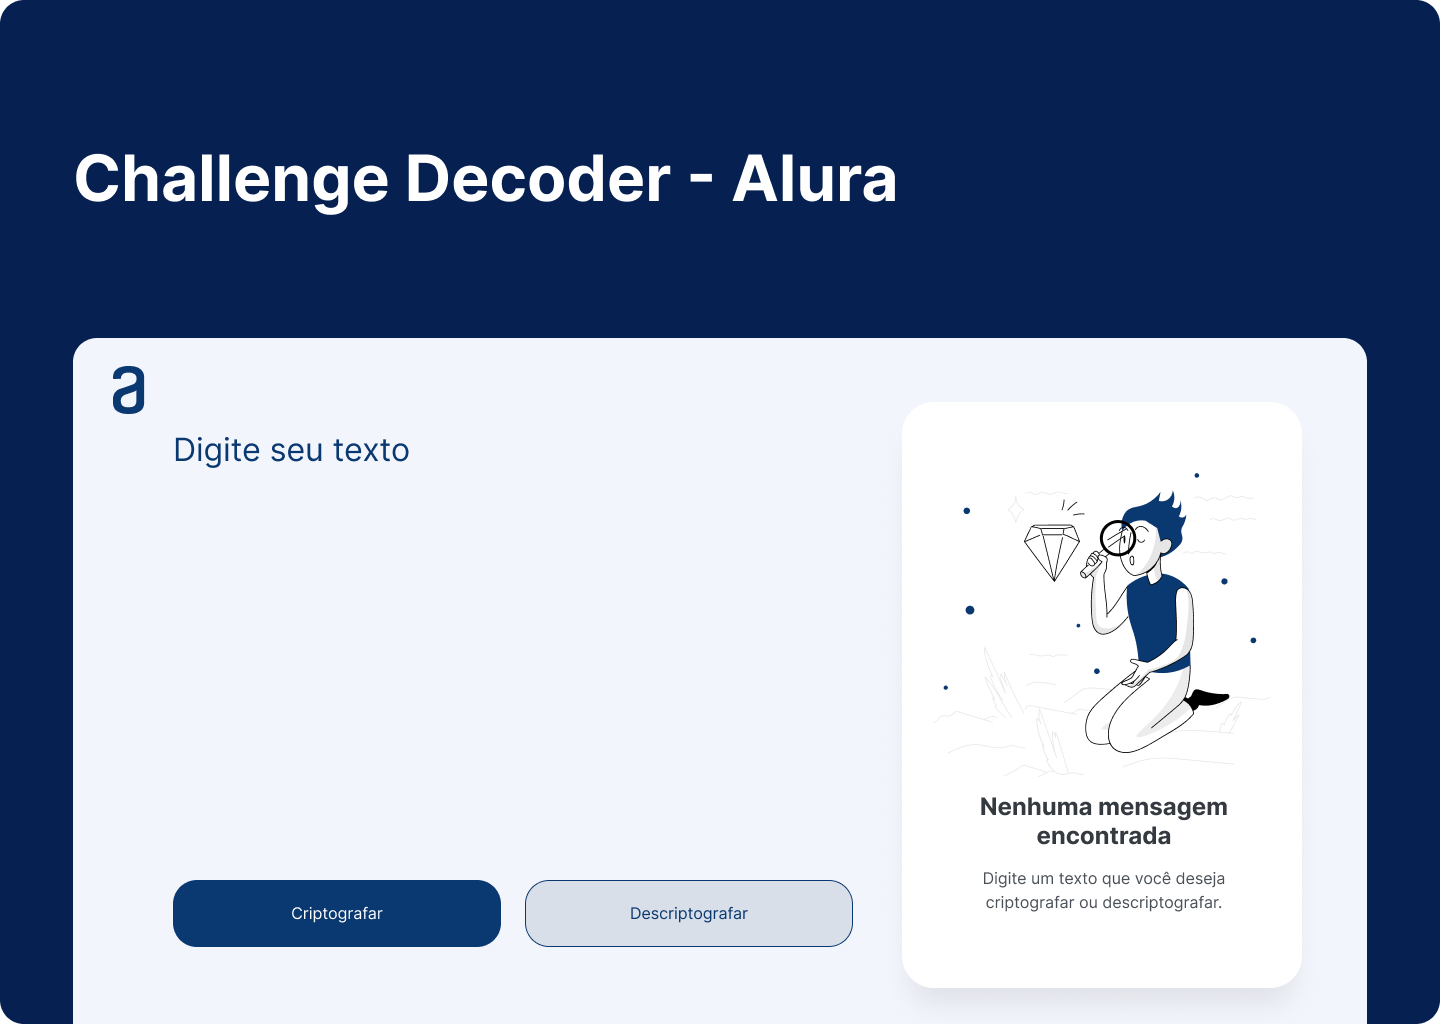 Challenge Decoder - Alura
a
Digite seu texto
Criptografar
Descriptografar
Nenhuma mensagem
encontrada
Digite um texto que você deseja
criptografar ou descriptografar.